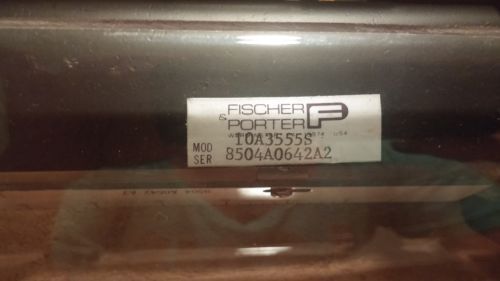 FISCHER
& PORTER
MOD 10A3555S
SER 8504A0642A2